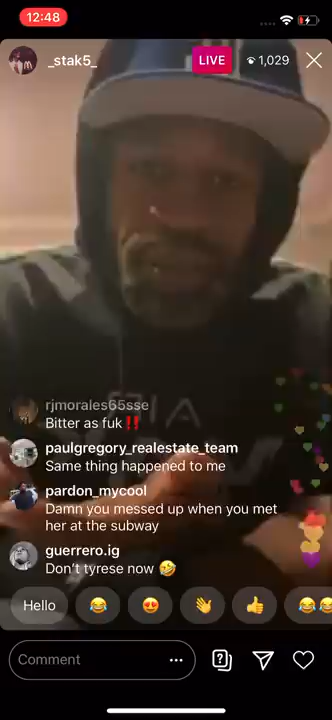 12:48
_stak5_
LIVE
1,029
rjmorales65sse
Bitter as fuk‼️
paulgregory_realestate_team
Same thing happened to me
pardon_mycool
Damn you messed up when you met
her at the subway
guerrero.ig
Don't tyrese now 🤣
Hello
Comment